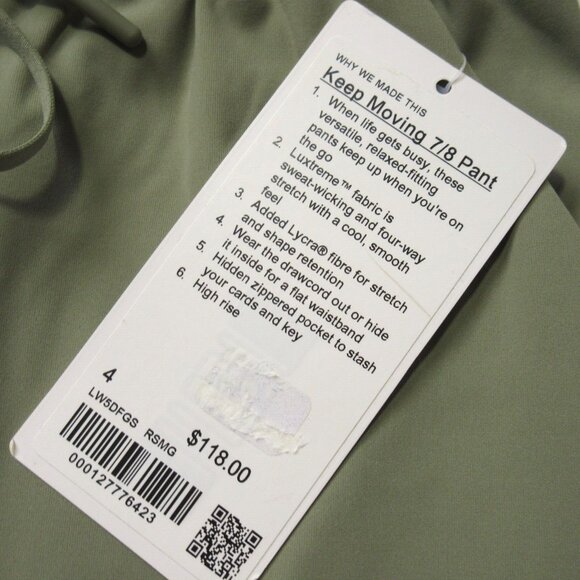 WHY WE MADE THIS
Keep Moving 7/8 Pant
1. When life gets busy, these
versatile, relaxed-fitting
pants keep up when you're on
the go
2. Luxtreme™ fabric is
sweat-wicking and four-way
stretch with a cool, smooth
feel
3. Added Lycra® fibre for stretch
and shape retention
4. Wear the drawcord out or hide
it inside for a flat waistband
5. Hidden zippered pocket to stash
your cards and key
6. High rise
4
LW5DFGS RSMG
000127776423
$118.00